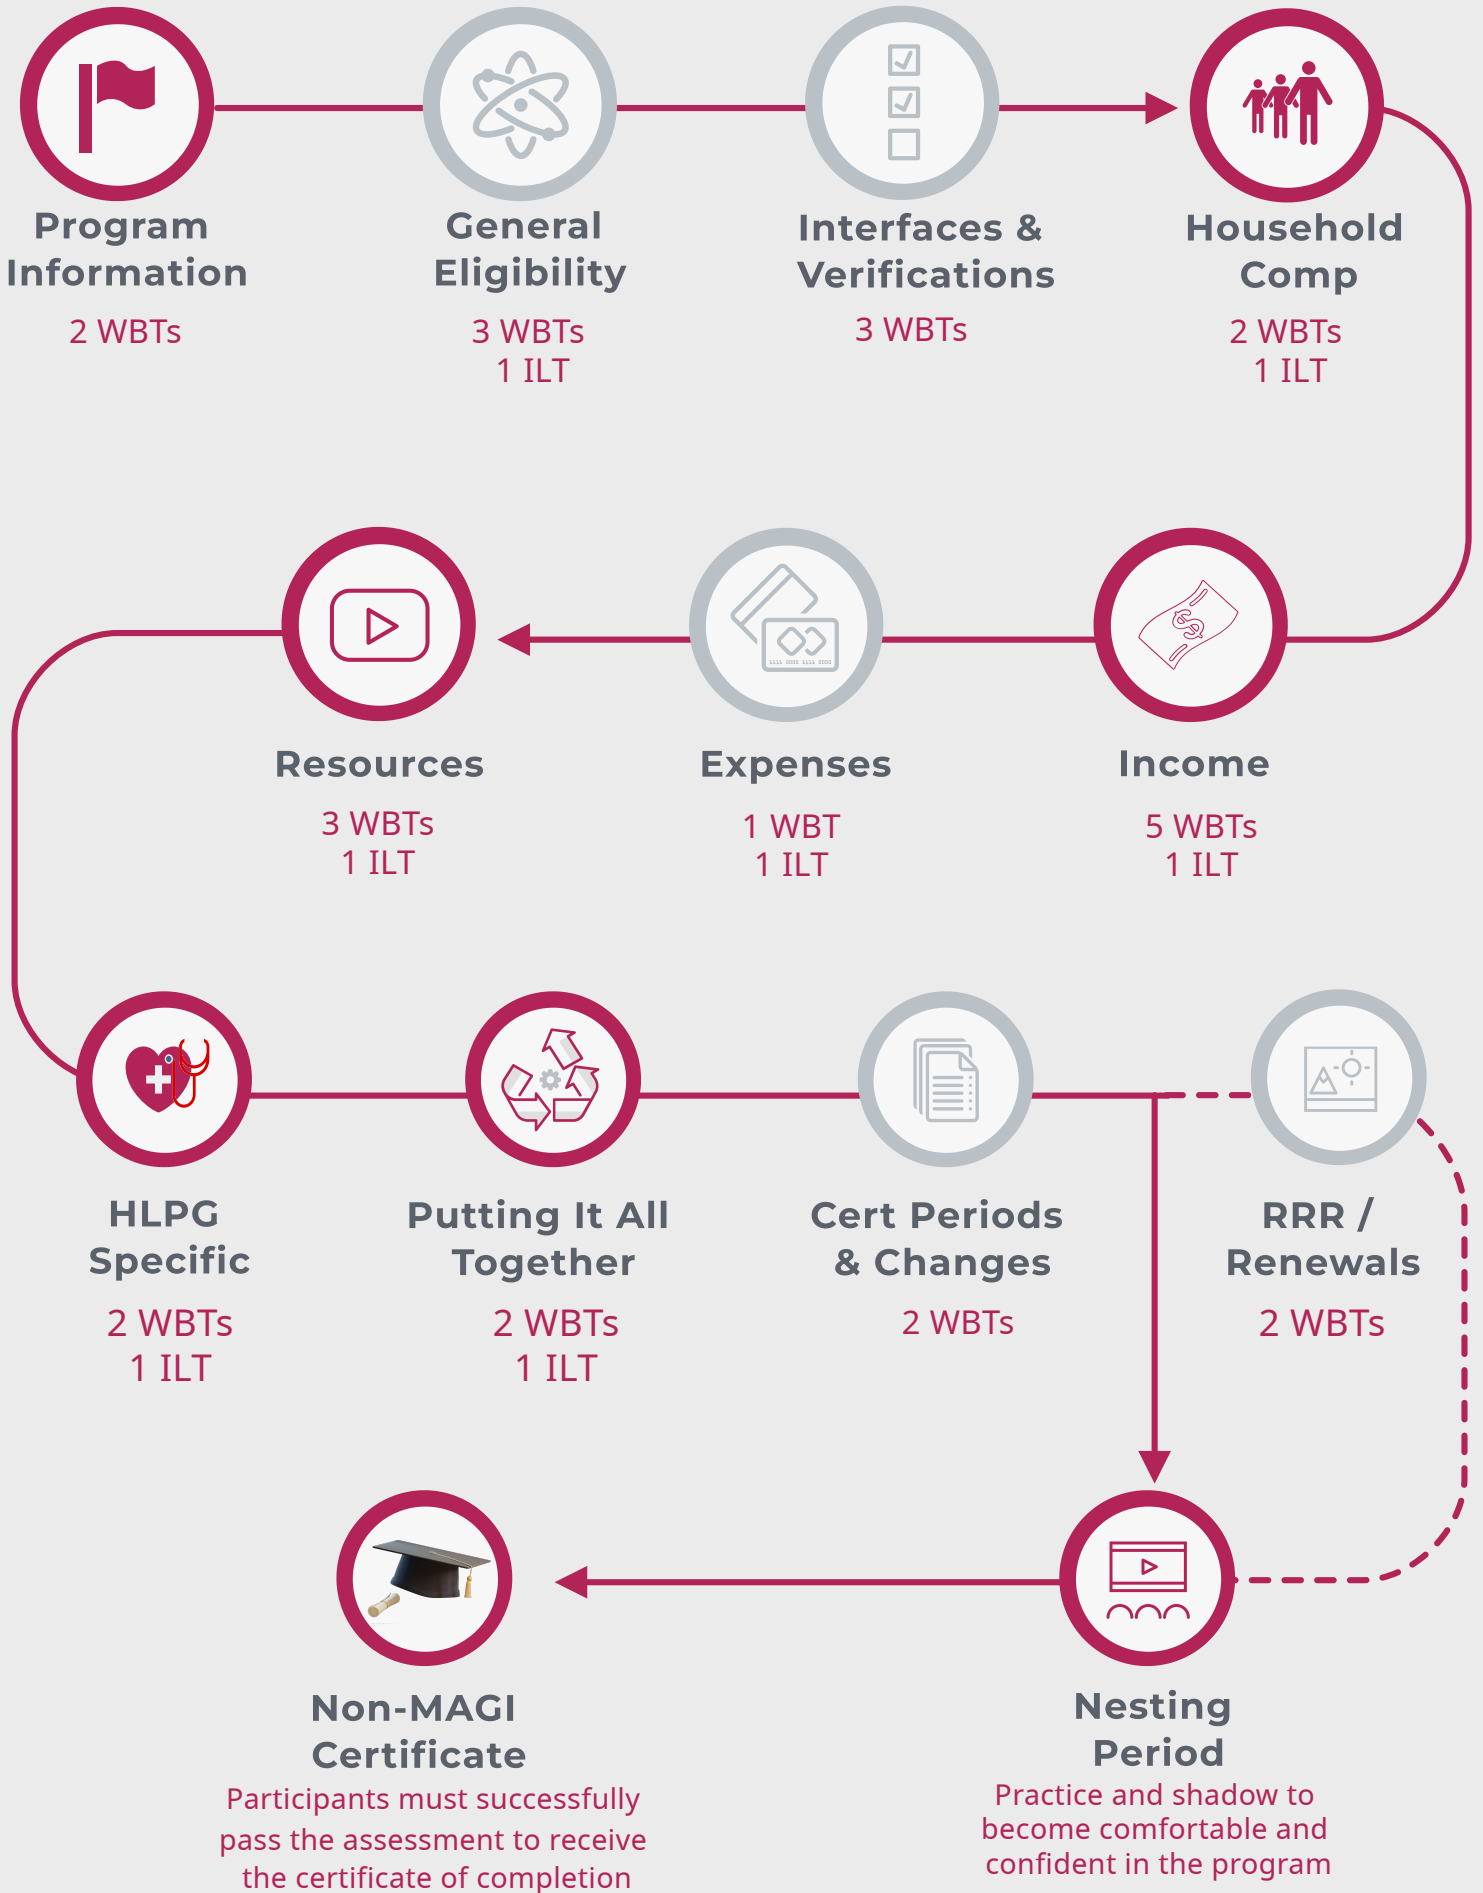 Program
Information
2 WBTs
General
Eligibility
3 WBTs
1 ILT
Interfaces &
Verifications
3 WBTs
Household
Comp
2 WBTs
1 ILT
Income
5 WBTs
1 ILT
1111 0000 1111 0000
Expenses
1 WBT
1 ILT
Resources
3 WBTs
1 ILT
HLPG
Specific
2 WBTs
1 ILT
Putting It All
Together
2 WBTs
1 ILT
Cert Periods
& Changes
2 WBTs
RRR /
Renewals
2 WBTs
Nesting
Period
Practice and shadow to
become comfortable and
confident in the program
Non-MAGI
Certificate
Participants must successfully
pass the assessment to receive
the certificate of completion